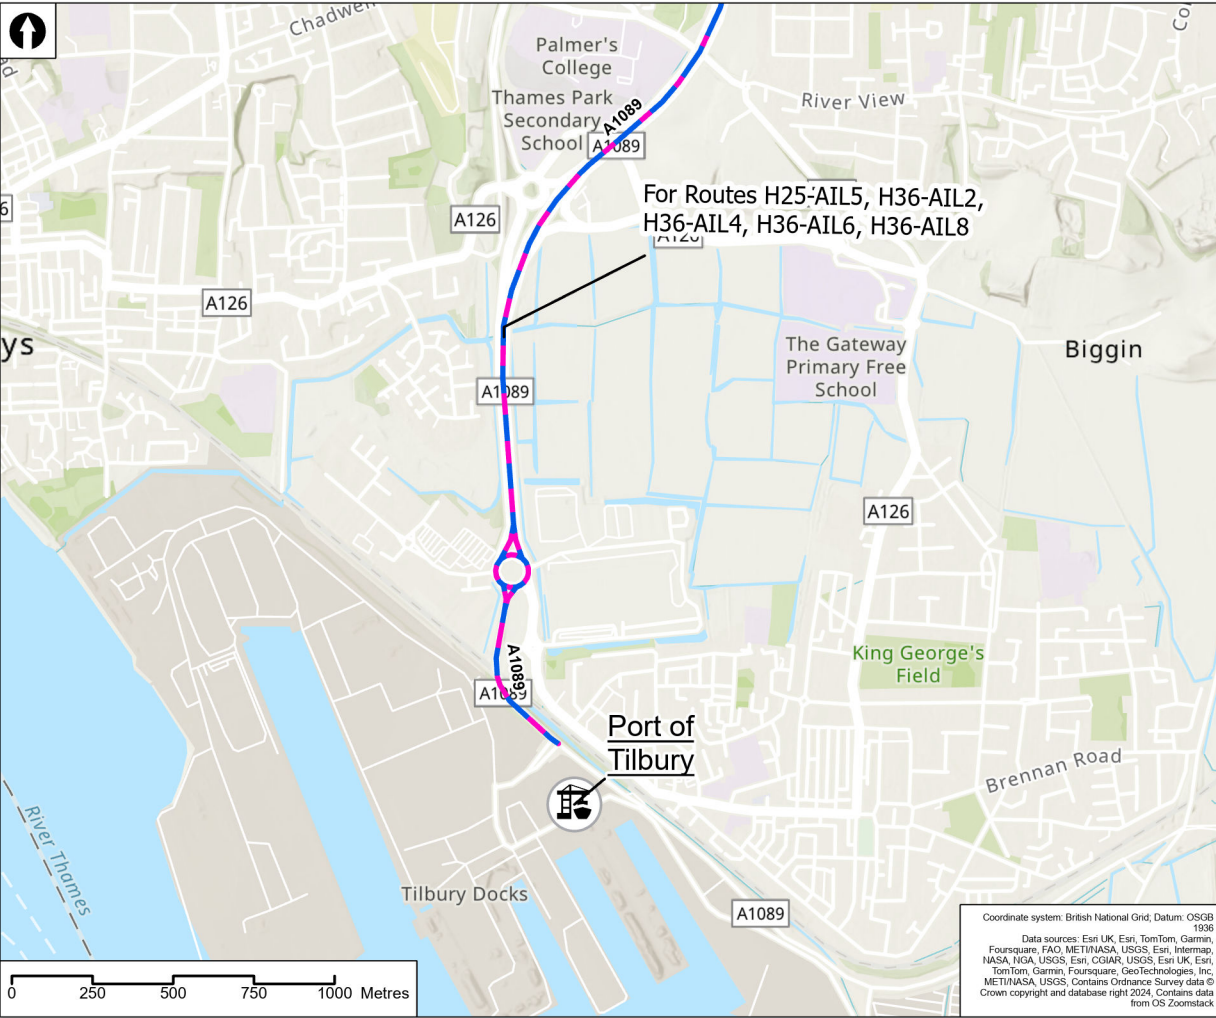 Chadwell
Palmer's
College
Thames Park
Secondary
School
A1089
A1089
River View
For Routes H25-AIL5, H36-AIL2,
H36-AIL4, H36-AIL6, H36-AIL8
A126
A126
A126
ys
The Gateway
Primary Free
School
Biggin
A1089
A126
King George's
Field
A1089
A1089
Port of
Tilbury
Brennan Road
River Thames
Tilbury Docks
A1089
0 250 500 750 1000 Metres
Coordinate system: British National Grid; Datum: OSGB
1936
Data sources: Esri UK, Esri, TomTom, Garmin,
Foursquare, FAO, METI/NASA, USGS, Esri, Intermap,
NASA, NGA, USGS, Esri, CGIAR, USGS, Esri UK, Esri,
TomTom, Garmin, Foursquare, GeoTechnologies, Inc,
METI/NASA, USGS, Contains Ordnance Survey data ©
Crown copyright and database right 2024, Contains data
from OS Zoomstack